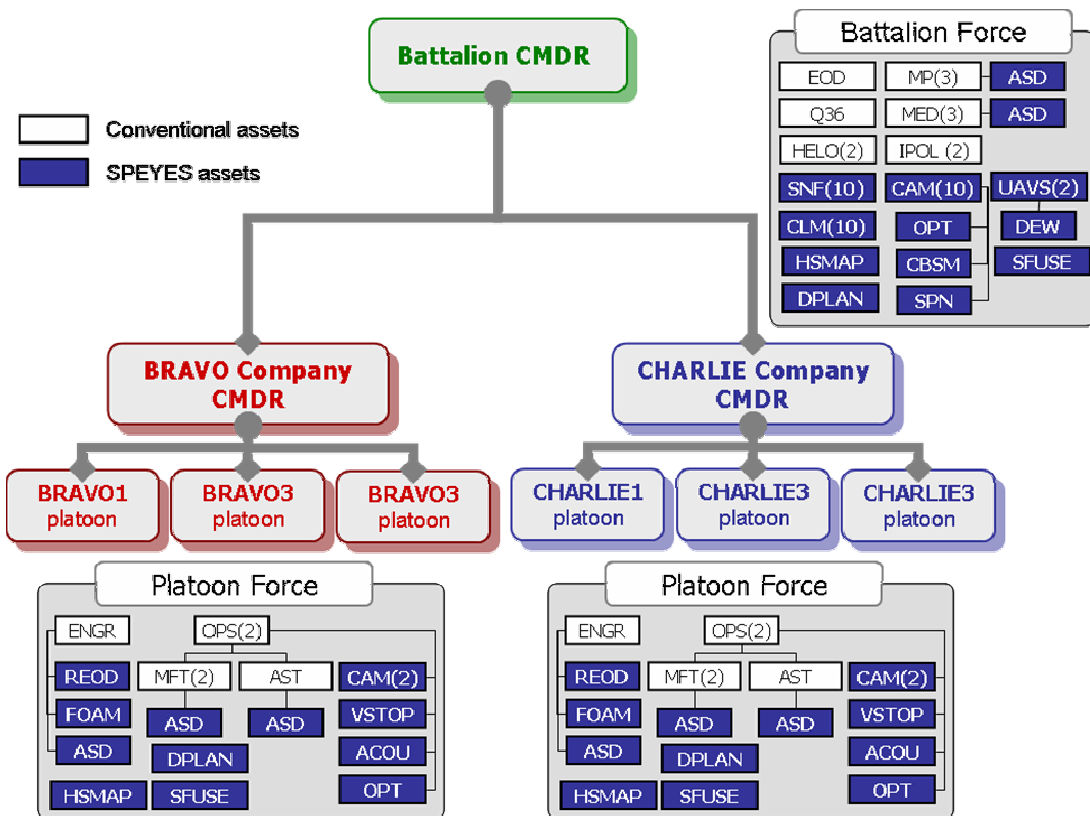 Battalion CMDR
Conventional assets
SPEYES assets
Battalion Force
EOD MP(3) ASD
Q36 MED(3) ASD
HELO(2) IPOL (2)
SNF(10) CAM(10) UAVS(2)
CLM(10) OPT DEW
HSMAP CBSM SFUSE
DPLAN SPN
BRAVO Company
CMDR
CHARLIE Company
CMDR
BRAVO1
platoon
BRAVO3
platoon
BRAVO3
platoon
CHARLIE1
platoon
CHARLIE3
platoon
CHARLIE3
platoon
Platoon Force
ENGR OPS(2)
REOD MFT(2) AST CAM(2)
FOAM ASD ASD VSTOP
ASD DPLAN ACOU
HSMAP SFUSE OPT
Platoon Force
ENGR OPS(2)
REOD MFT(2) AST CAM(2)
FOAM ASD ASD VSTOP
ASD DPLAN ACOU
HSMAP SFUSE OPT